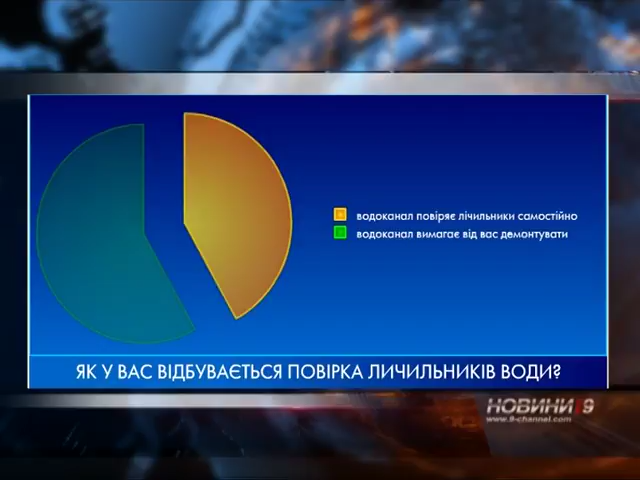 водоканал повіряє лічильники самостійно
водоканал вимагає від вас демонтувати
ЯК У ВАС ВІДБУВАЄТЬСЯ ПОВІРКА ЛИЧИЛЬНИКІВ ВОДИ?
НОВИНИ 9
www.9-channel.com